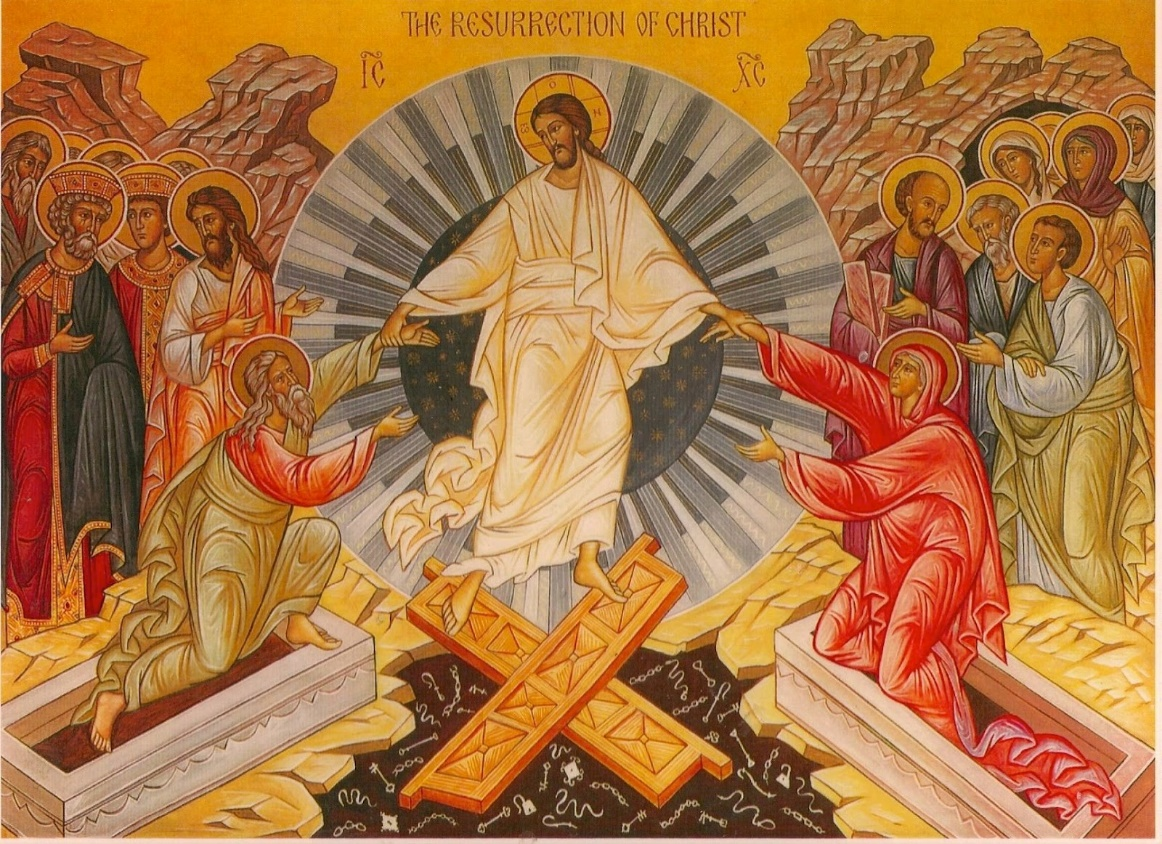 THE RESURRECTION OF CHRIST
IC XC
Ο
Ѡ Ν